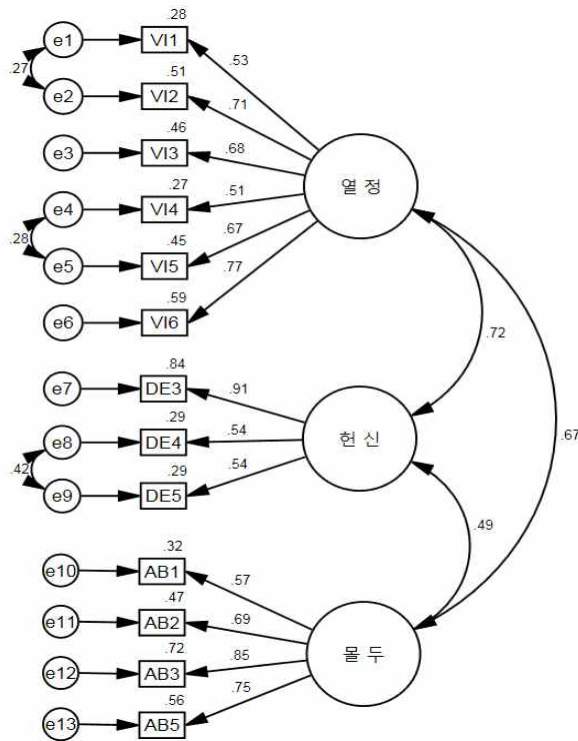 .28
e1 VI1
.53
.27
.51
e2 VI2
.71
.46
e3 VI3
.68
열 정
.27
e4 VI4
.51
.28
.45
e5 VI5
.67
.59
e6 VI6
.77
.72
.84
e7 DE3
.91
.29
e8 DE4
.54
헌 신
.67
.42
.29
e9 DE5
.54
.49
.32
e10 AB1
.57
.47
e11 AB2
.69
몰 두
.72
e12 AB3
.85
.56
e13 AB5
.75